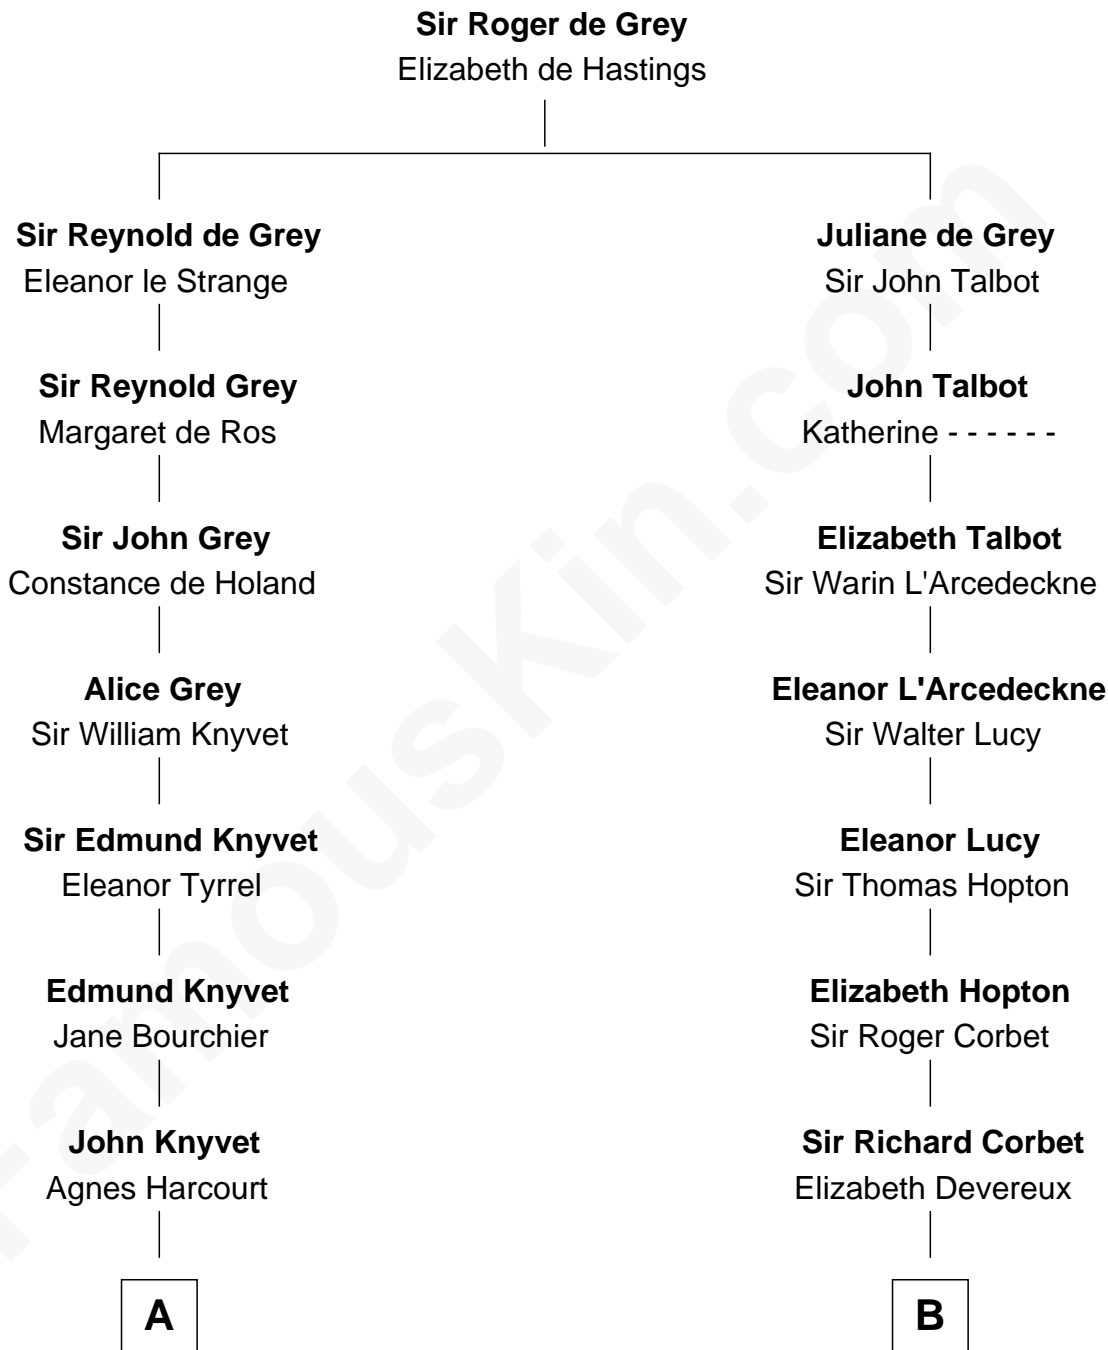 Sir Roger de Grey
Elizabeth de Hastings
Sir Reynold de Grey
Eleanor le Strange
Juliane de Grey
Sir John Talbot
Sir Reynold Grey
Margaret de Ros
John Talbot
Katherine - - - - - -
Sir John Grey
Constance de Holand
Elizabeth Talbot
Sir Warin L'Arcedeckne
Alice Grey
Sir William Knyvet
Eleanor L'Arcedeckne
Sir Walter Lucy
Sir Edmund Knyvet
Eleanor Tyrrel
Eleanor Lucy
Sir Thomas Hopton
Edmund Knyvet
Jane Bourchier
Elizabeth Hopton
Sir Roger Corbet
John Knyvet
Agnes Harcourt
Sir Richard Corbet
Elizabeth Devereux
A
B
FamousKin.com